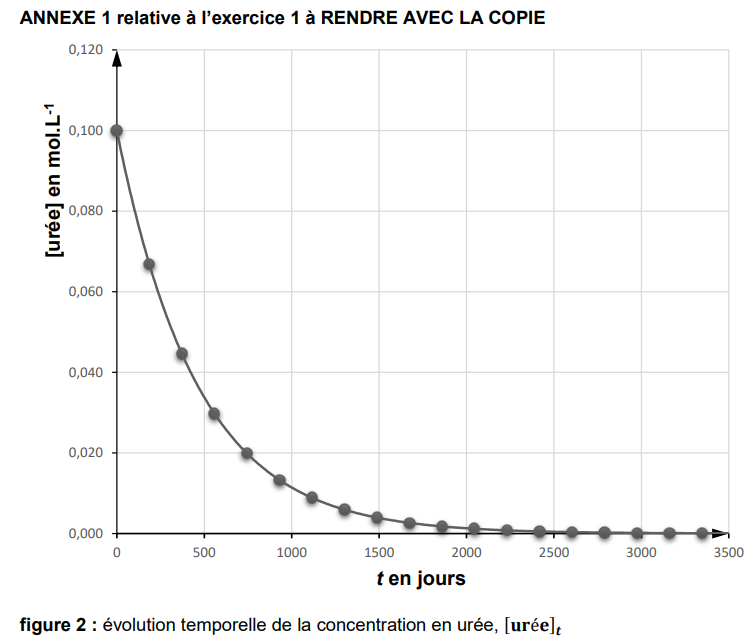 ANNEXE 1 relative à l’exercice 1 à RENDRE AVEC LA COPIE
[urée] en mol.L-1
0,120
0,100
0,080
0,060
0,040
0,020
0,000
0 500 1000 1500 2000 2500 3000 3500
t en jours
figure 2 : évolution temporelle de la concentration en urée, [urée]t